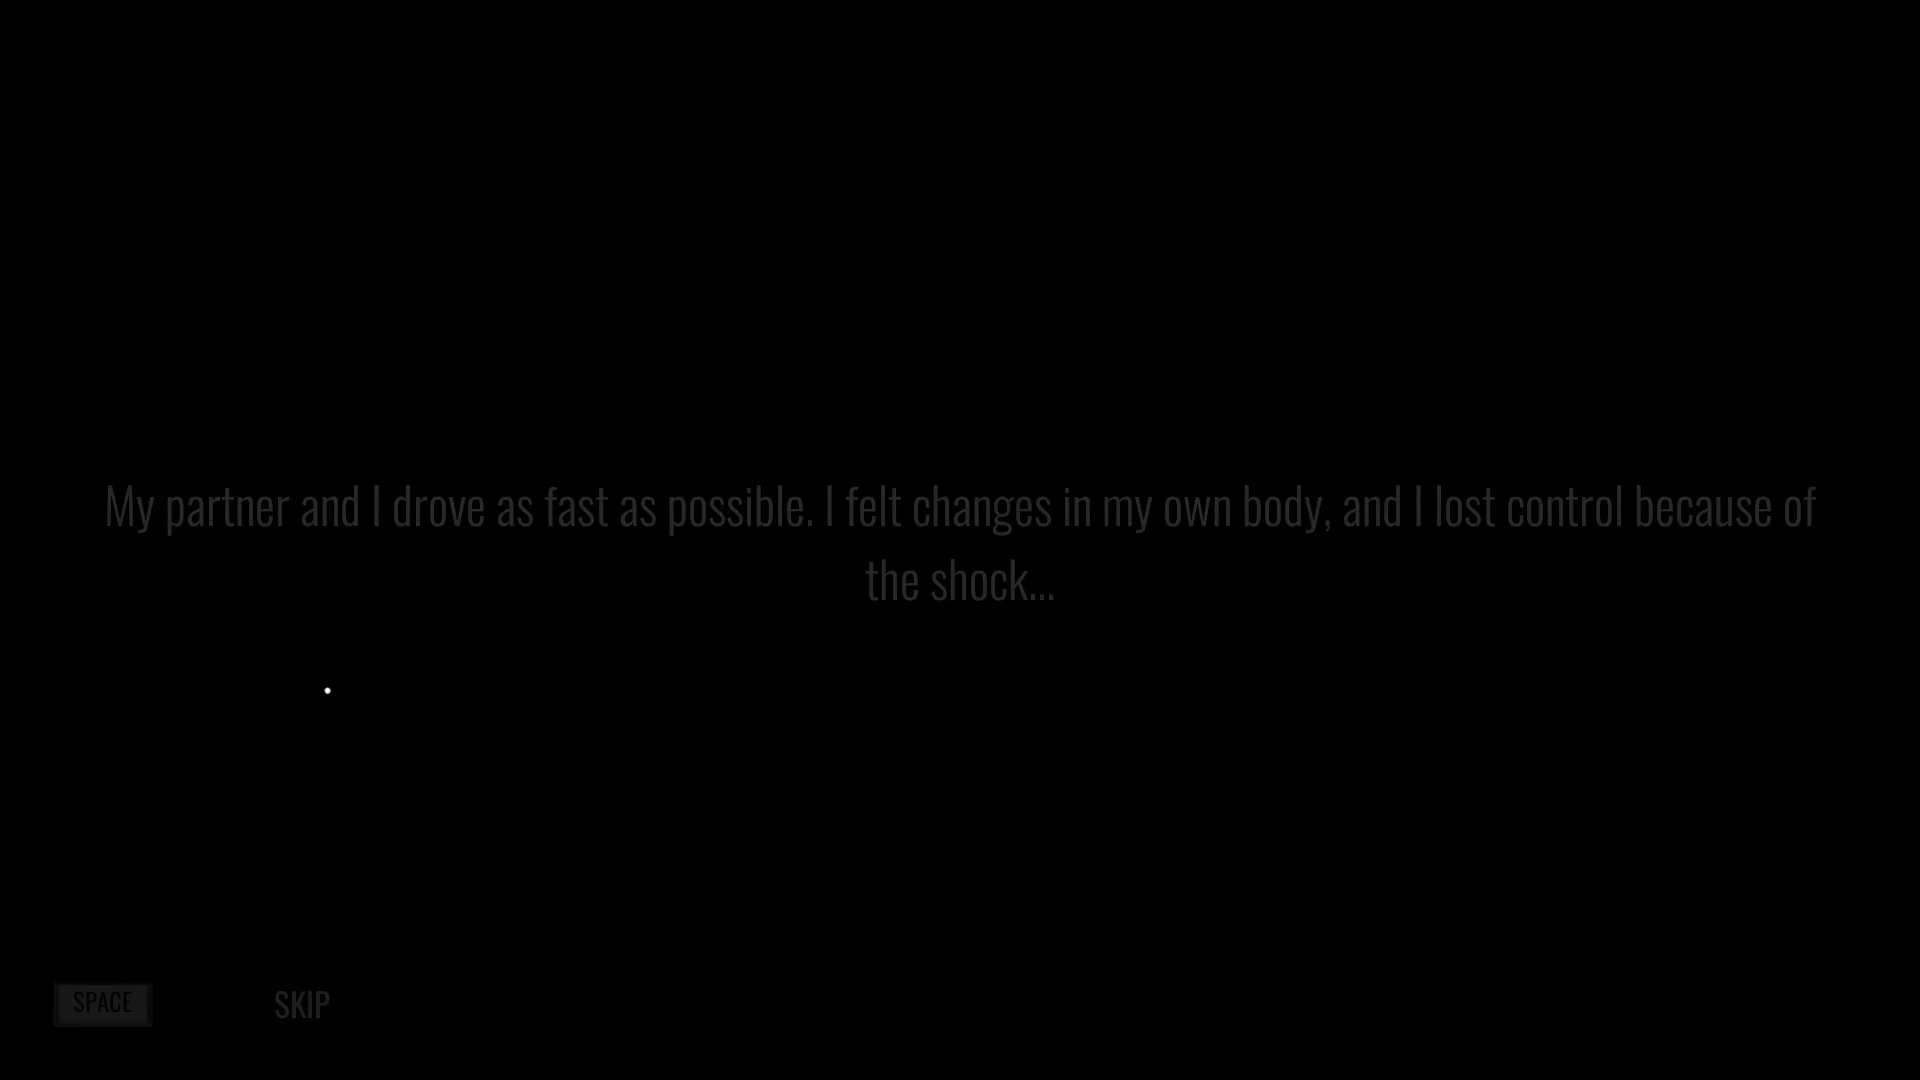 My partner and I drove as fast as possible. I felt changes in my own body, and I lost control because of
the shock...
SPACE
SKIP